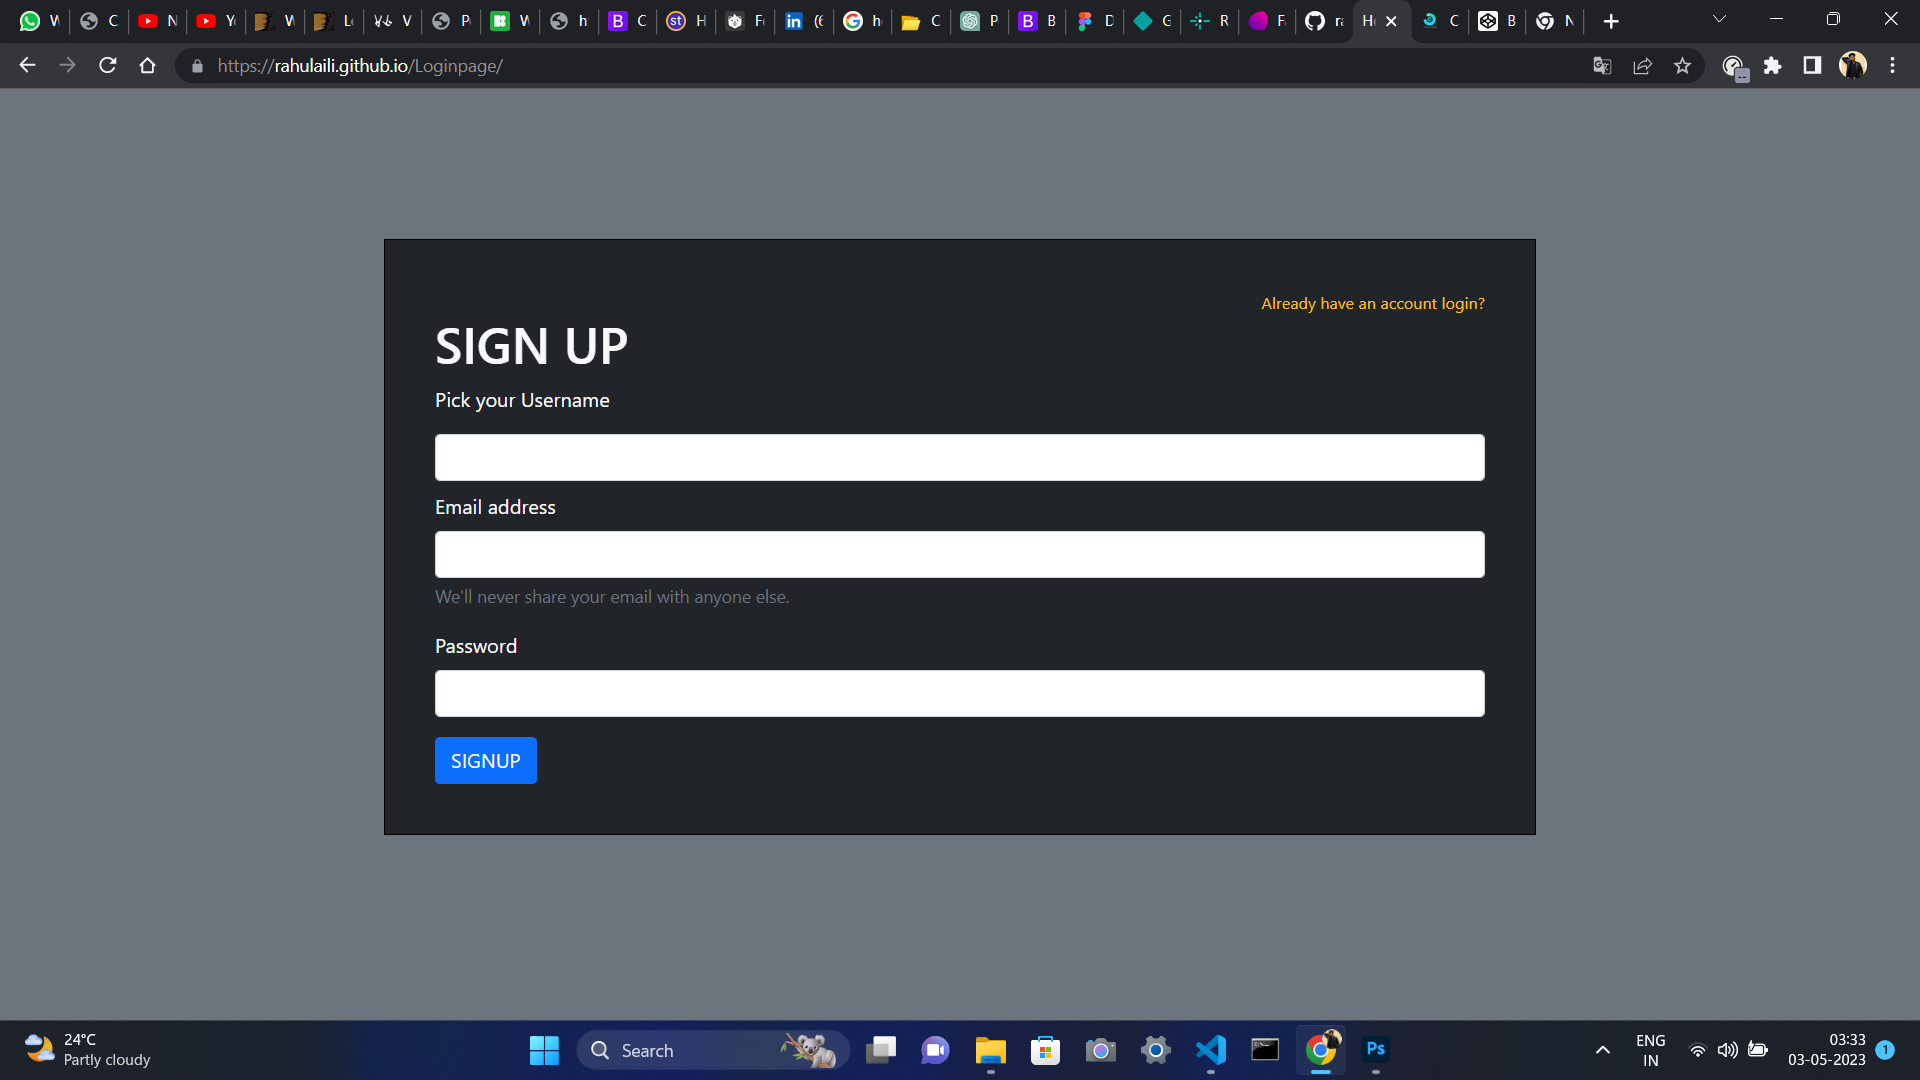 https://rahulaili.github.io/Loginpage/
Already have an account login?
SIGN UP
Pick your Username
Email address
We'll never share your email with anyone else.
Password
SIGNUP
24°C
Partly cloudy
Search
Ps
ENG
IN
03:33
03-05-2023
1